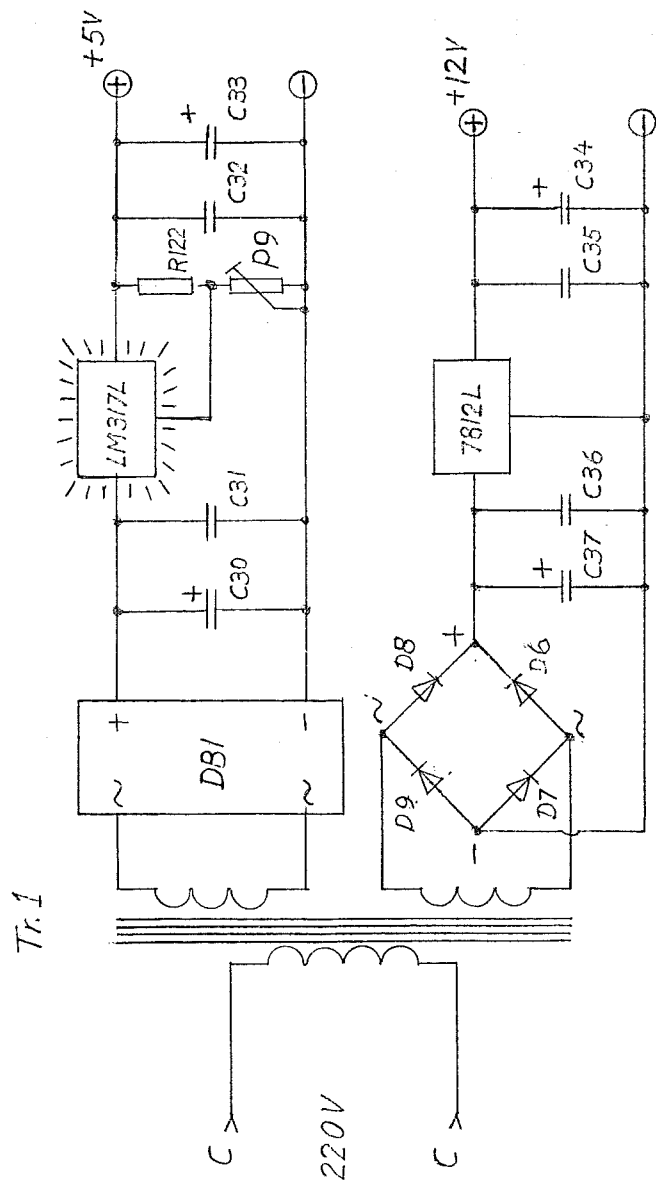 Tr.1
C
220V
C
~
~
+
−
DB1
C30
+
C31
LM317L
R122
P9
C32
C33
+
+5V
+
−
D9
D8
D7
D6
~
~
+
−
C37
+
C36
7812L
C35
C34
+
+12V
+
−